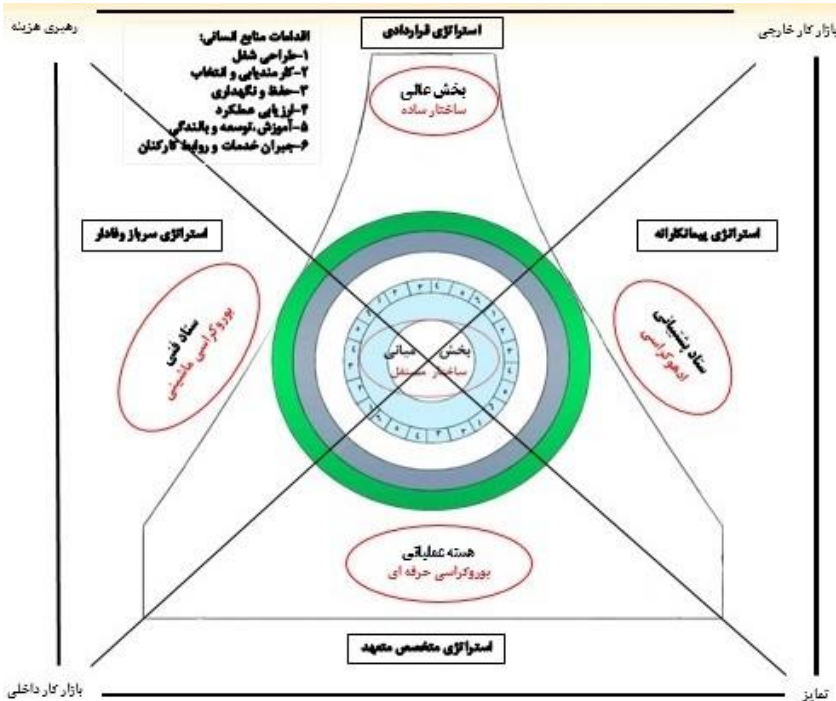 رهبری هزینه
استراتژی قراردادی
بازار کار خارجی
اقدامات منابع انسانی:
۱-طراحی شغل
۲-کارمندیابی و انتخاب
۳-حفظ و نگهداری
۴-ارزیابی عملکرد
۵-آموزش،توسعه و بالندگی
۶-جبران خدمات و روابط کارکنان
بخش عالی
ساختار ساده
استراتژی پیمانکارانه
استراتژی سرباز وفادار
ستاد پشتیبانی
ادهوکراسی
ستاد فنی
بوروکراسی ماشینی
بخش میانی
ساختار مستقل
هسته عملیاتی
بوروکراسی حرفه ای
استراتژی متخصص متعهد
بازار کار داخلی
تمایز